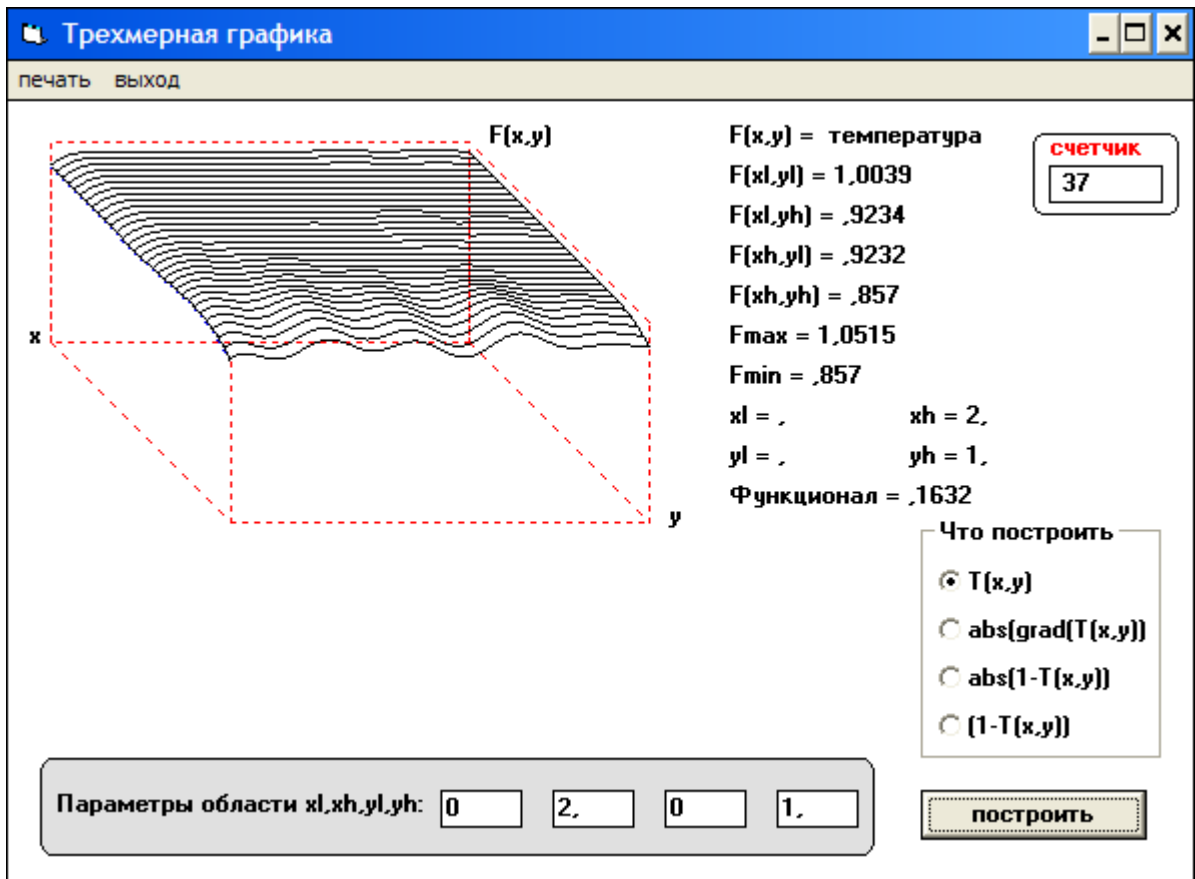 Трехмерная графика
печать выход
F(x,y)
x
y
F(x,y) = температура
F(xl,yl) = 1,0039
F(xl,yh) = ,9234
F(xh,yl) = ,9232
F(xh,yh) = ,857
Fmax = 1,0515
Fmin = ,857
xl = , xh = 2,
yl = , yh = 1,
Функционал = ,1632
счетчик
37
Что построить
T(x,y)
abs(grad(T(x,y))
abs(1-T(x,y))
(1-T(x,y))
Параметры области xl,xh,yl,yh: 0 2, 0 1,
построить